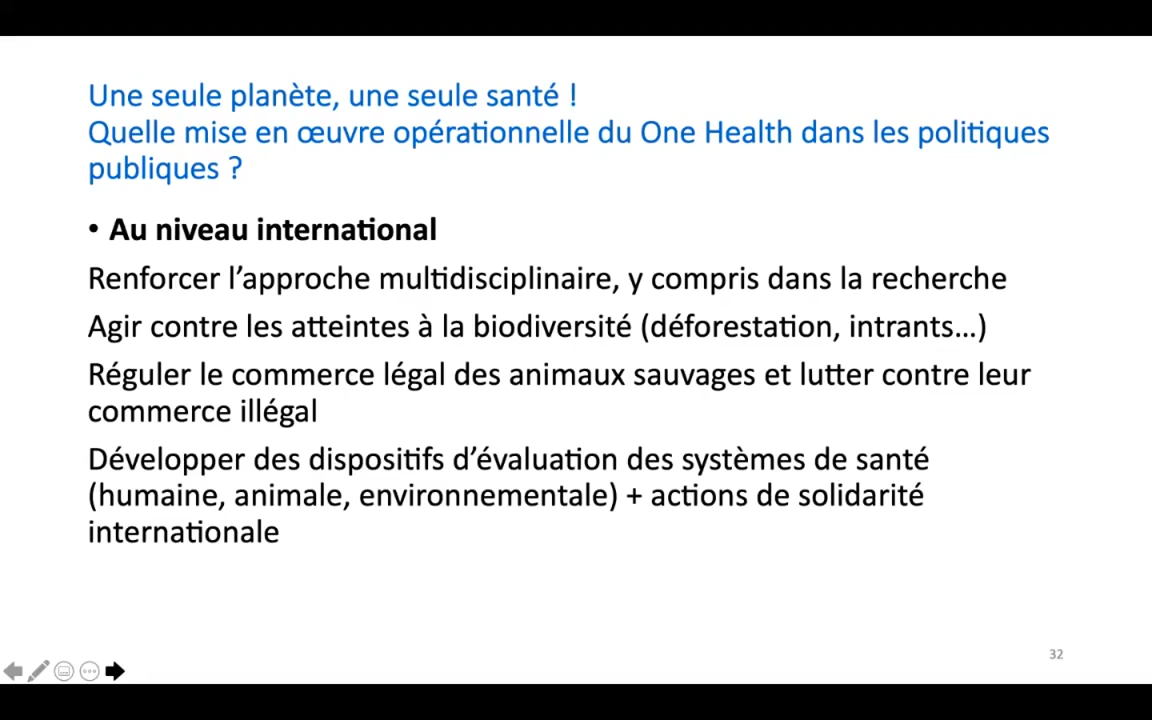 Une seule planète, une seule santé !
Quelle mise en œuvre opérationnelle du One Health dans les politiques
publiques ?
• Au niveau international
Renforcer l’approche multidisciplinaire, y compris dans la recherche
Agir contre les atteintes à la biodiversité (déforestation, intrants…)
Réguler le commerce légal des animaux sauvages et lutter contre leur
commerce illégal
Développer des dispositifs d’évaluation des systèmes de santé
(humaine, animale, environnementale) + actions de solidarité
internationale
32